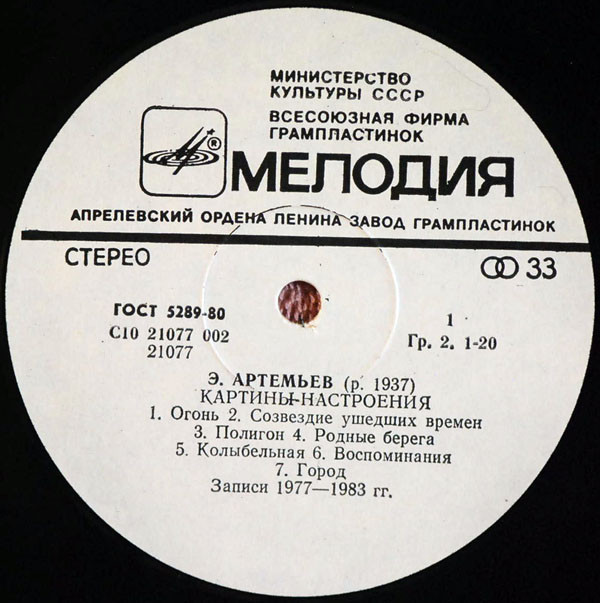 МИНИСТЕРСТВО
КУЛЬТУРЫ СССР
ВСЕСОЮЗНАЯ ФИРМА
ГРАМПЛАСТИНОК
®
МЕЛОДИЯ
АПРЕЛЕВСКИЙ ОРДЕНА ЛЕНИНА ЗАВОД ГРАМПЛАСТИНОК
СТЕРЕО
33
ГОСТ 5289-80
С10 21077 002
21077
1
Гр. 2. 1-20
Э. АРТЕМЬЕВ (р. 1937)
КАРТИНЫ-НАСТРОЕНИЯ
1. Огонь 2. Созвездие ушедших времен
3. Полигон 4. Родные берега
5. Колыбельная 6. Воспоминания
7. Город
Записи 1977—1983 гг.